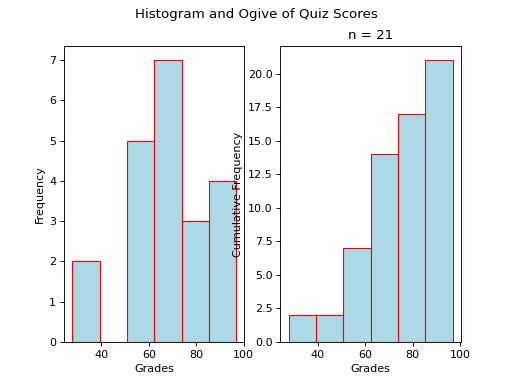 Histogram and Ogive of Quiz Scores
n = 21
Frequency
7
6
5
4
3
2
1
0
40 60 80 100
Grades
Cumulative Frequency
20.0
17.5
15.0
12.5
10.0
7.5
5.0
2.5
0.0
40 60 80 100
Grades